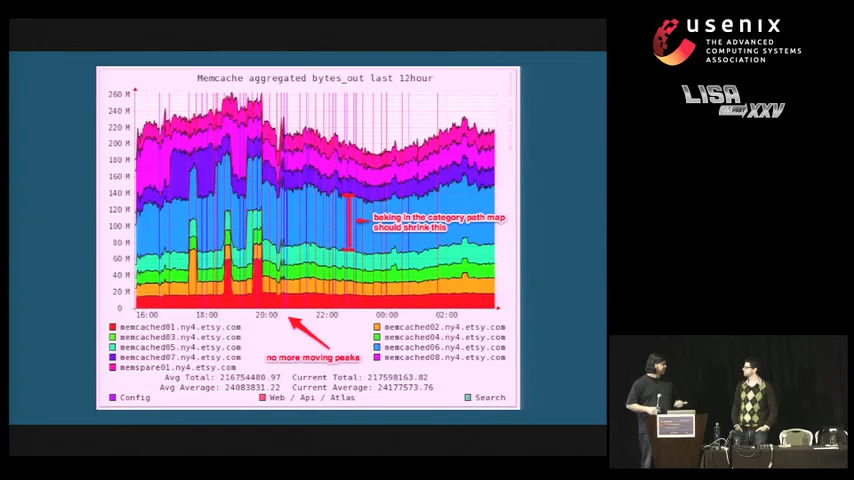 usenix
THE ADVANCED
COMPUTING SYSTEMS
ASSOCIATION
LISA
XXV
Memcache aggregated bytes_out last 12hour
260 M
240 M
220 M
200 M
180 M
160 M
140 M
120 M
100 M
80 M
60 M
40 M
20 M
0
baking in the category path map
should shrink this
16:00 18:00 20:00 22:00 00:00 02:00
no more moving peaks
memcached01.ny4.etsy.com memcached02.ny4.etsy.com
memcached03.ny4.etsy.com memcached04.ny4.etsy.com
memcached05.ny4.etsy.com memcached06.ny4.etsy.com
memcached07.ny4.etsy.com memcached08.ny4.etsy.com
memspare01.ny4.etsy.com
Avg Total: 216754480.97 Current Total: 217598163.82
Avg Average: 24083831.22 Current Average: 24177573.76
Config Web / Api / Atlas Search